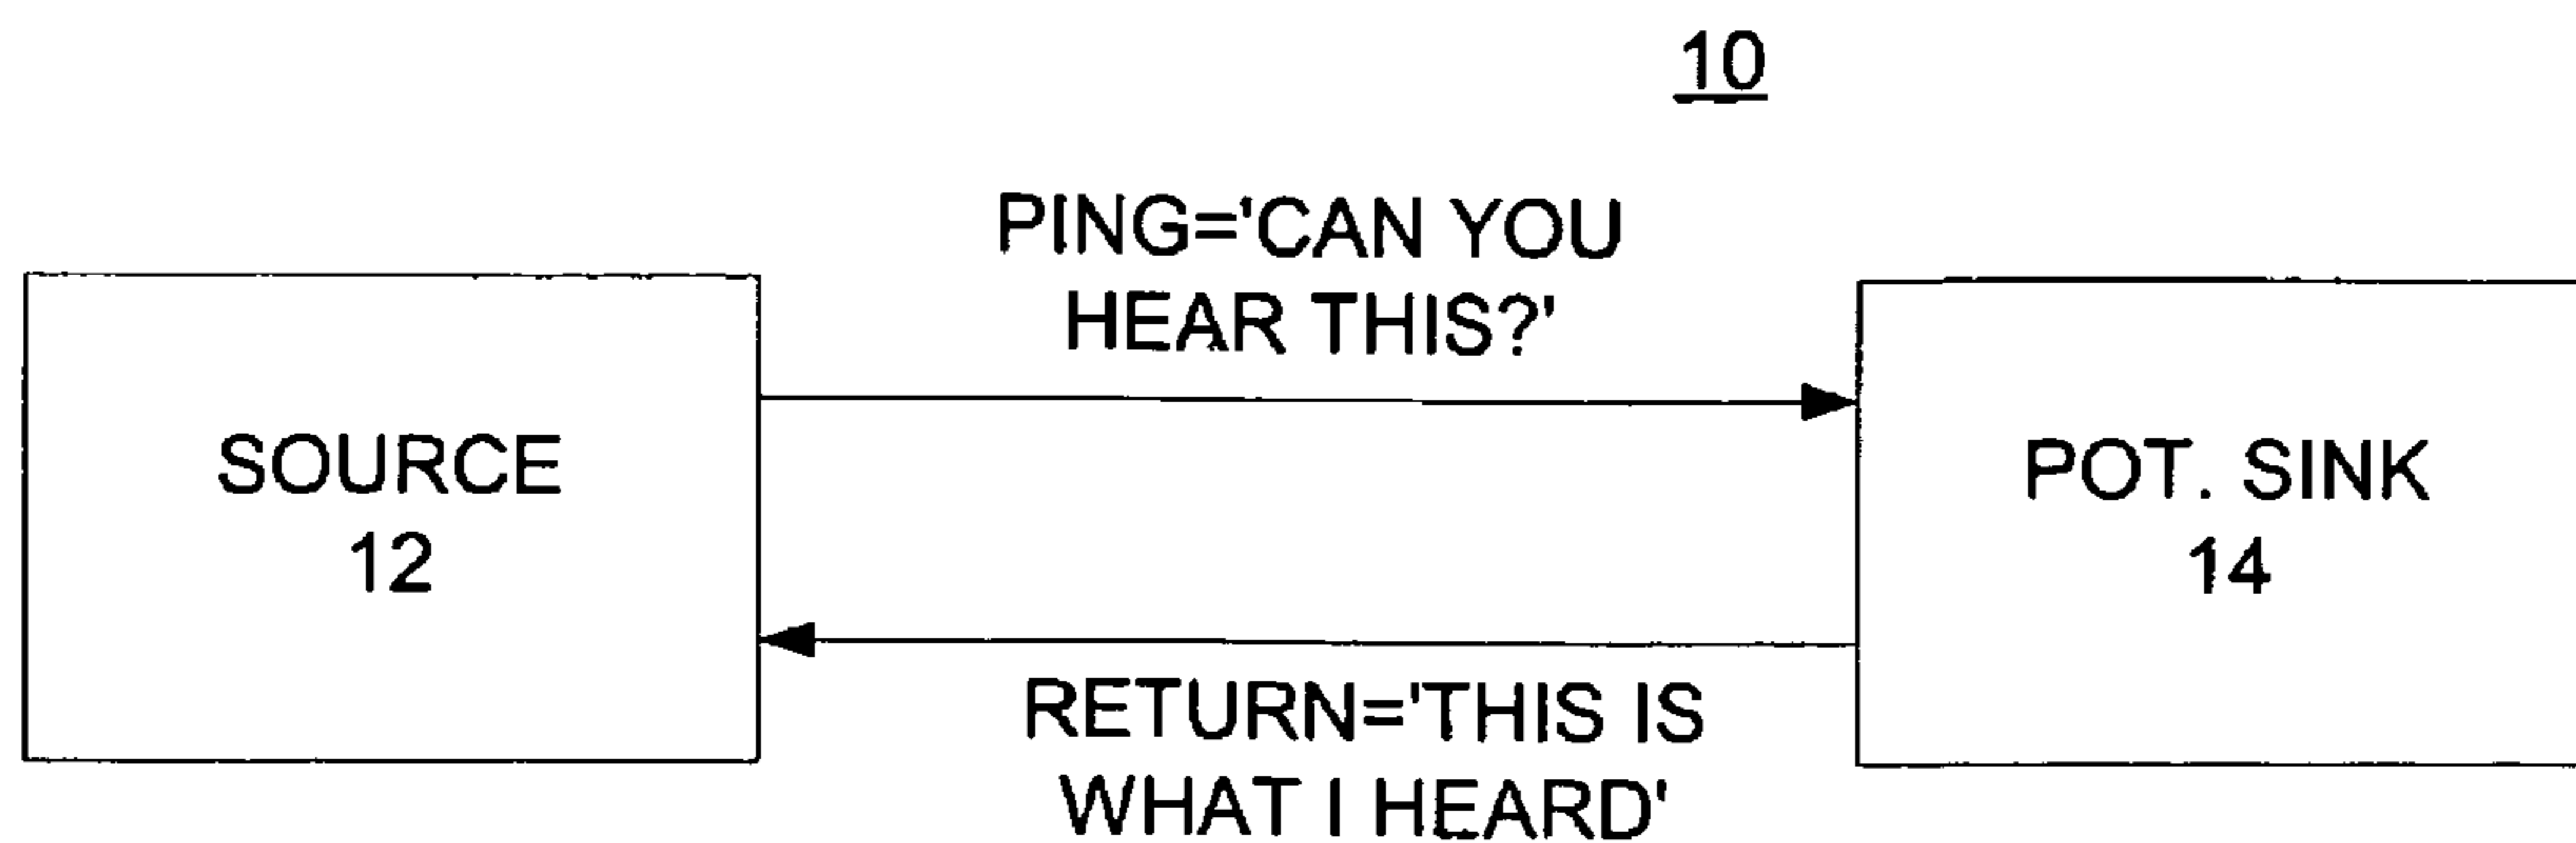 10
PING='CAN YOU
HEAR THIS?'
SOURCE
12
POT. SINK
14
RETURN='THIS IS
WHAT I HEARD'